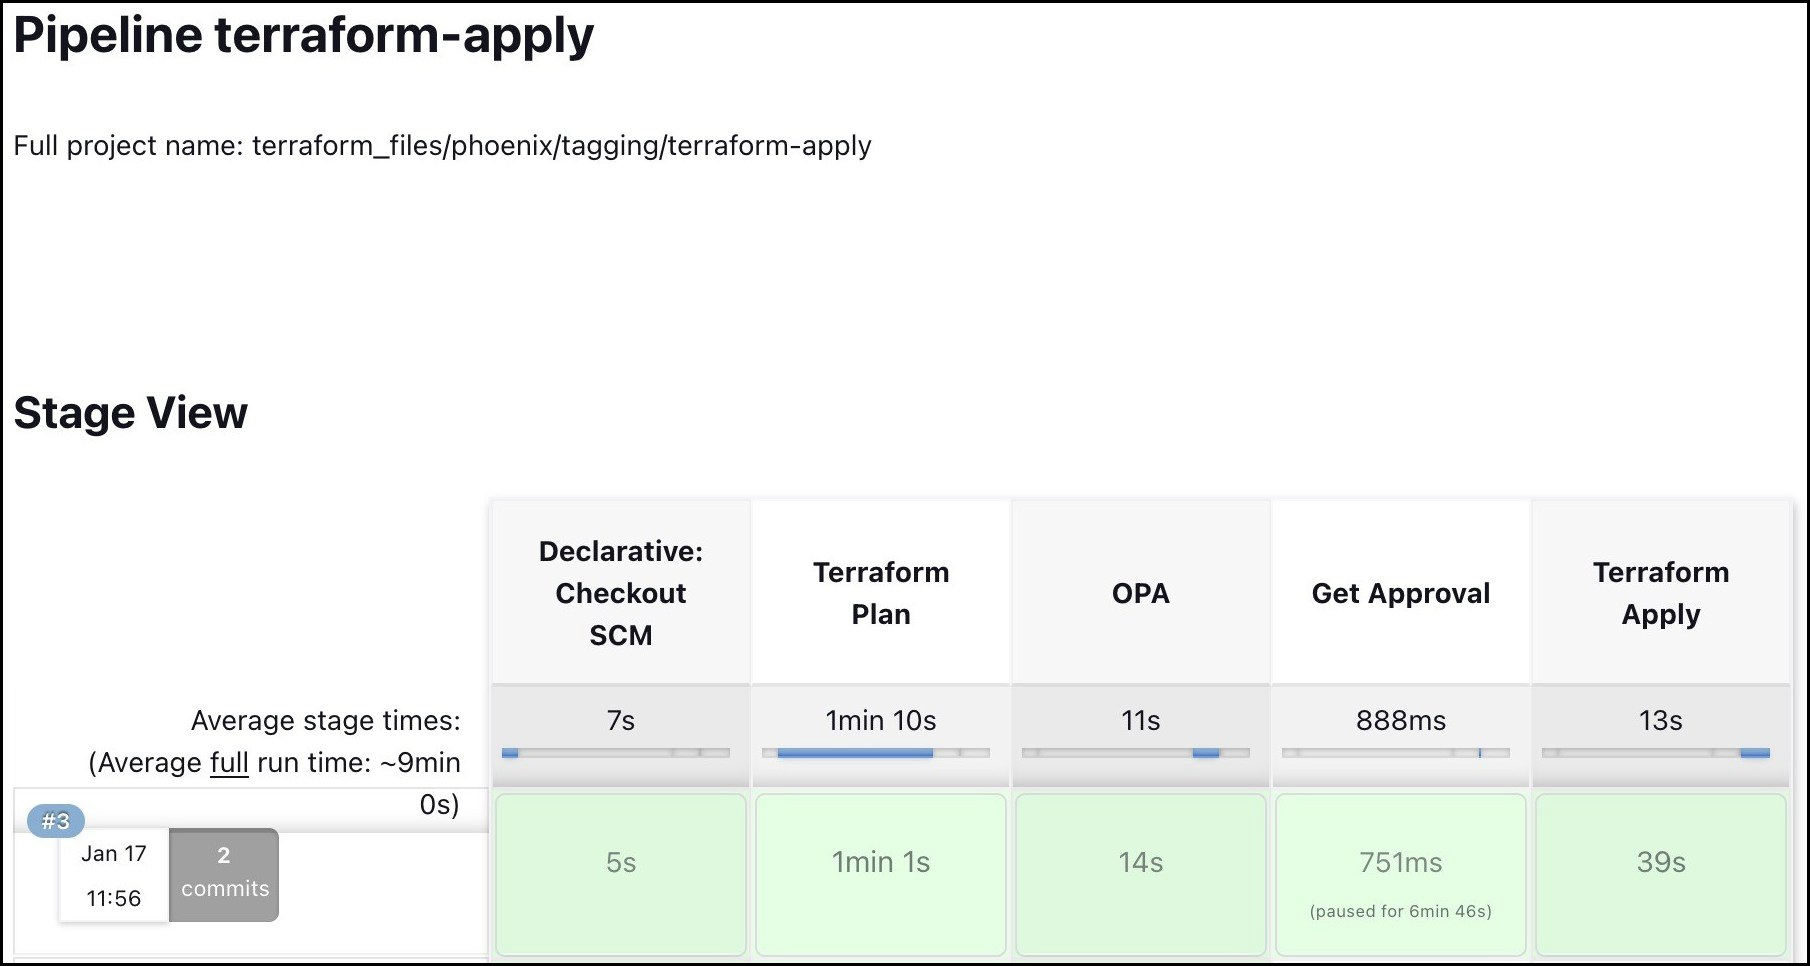 Pipeline terraform-apply
Full project name: terraform_files/phoenix/tagging/terraform-apply
Stage View
Declarative:
Checkout
SCM
Terraform
Plan
OPA
Get Approval
Terraform
Apply
Average stage times:
(Average full run time: ~9min
0s)
7s
1min 10s
11s
888ms
13s
#3
Jan 17
11:56
2
commits
5s
1min 1s
14s
751ms
(paused for 6min 46s)
39s